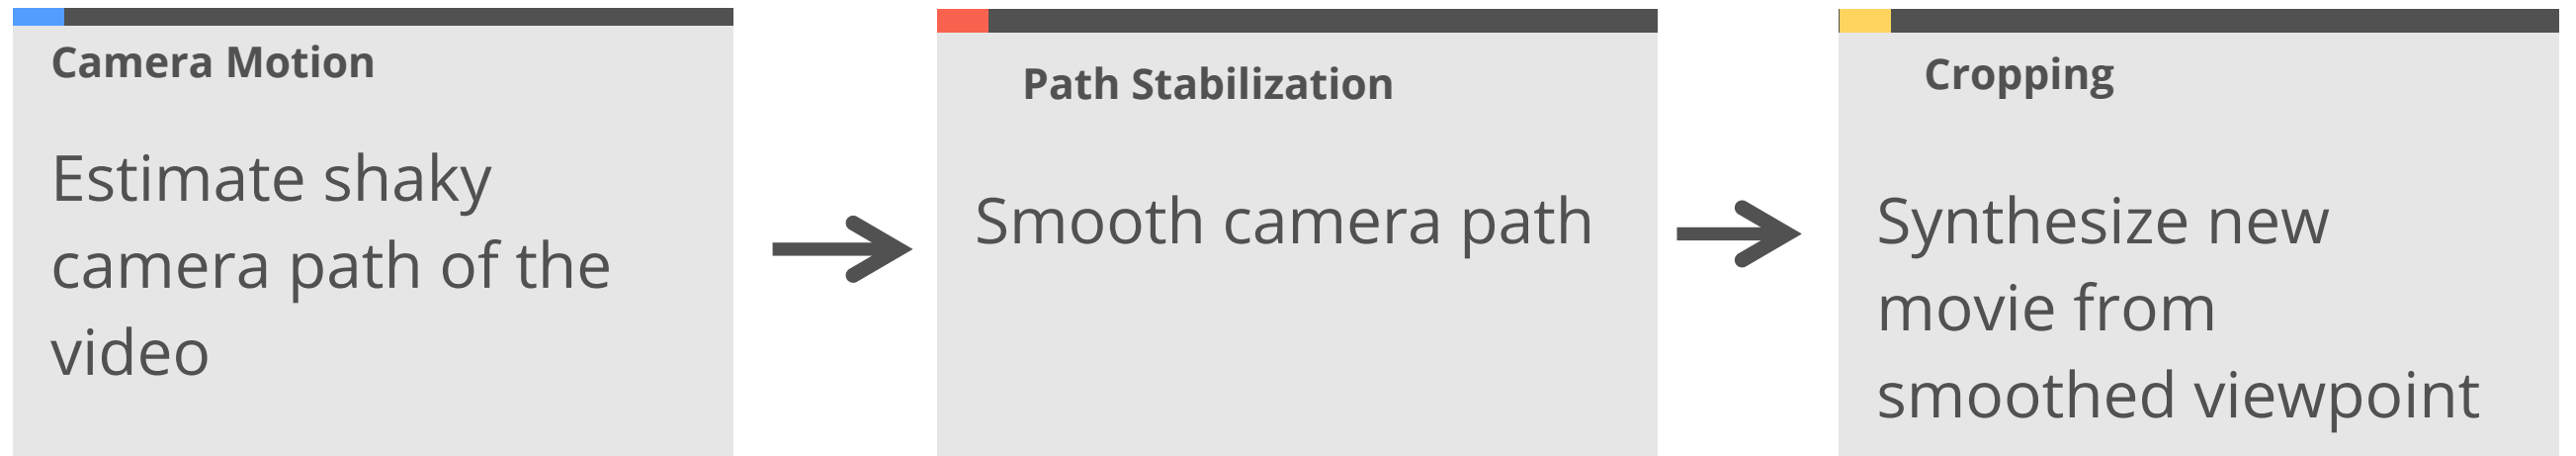 Camera Motion
Estimate shaky
camera path of the
video
Path Stabilization
Smooth camera path
Cropping
Synthesize new
movie from
smoothed viewpoint